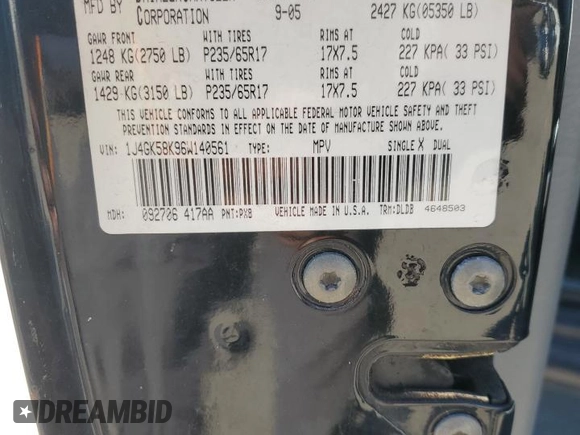 MFD BY
CORPORATION 9-05 2427 KG(05350 LB)
GAWR FRONT WITH TIRES RIMS AT COLD
1248 KG(2750 LB) P235/65R17 17X7.5 227 KPA( 33 PSI)
GAWR REAR WITH TIRES RIMS AT COLD
1429 KG(3150 LB) P235/65R17 17X7.5 227 KPA( 33 PSI)
THIS VEHICLE CONFORMS TO ALL APPLICABLE FEDERAL MOTOR VEHICLE SAFETY AND THEFT
PREVENTION STANDARDS IN EFFECT ON THE DATE OF MANUFACTURE SHOWN ABOVE.
VIN: 1J4GK58K96W140561 TYPE: MPV SINGLE X DUAL
MDH: 092706 417AA PNT:PXB VEHICLE MADE IN U.S.A. TRM:DLDB 4648503
DREAMBID